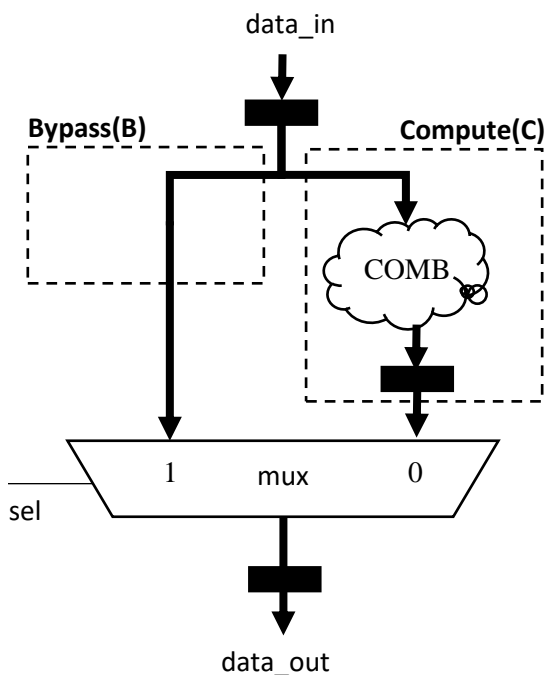 data_in
Bypass(B)
Compute(C)
COMB
1
mux
0
sel
data_out